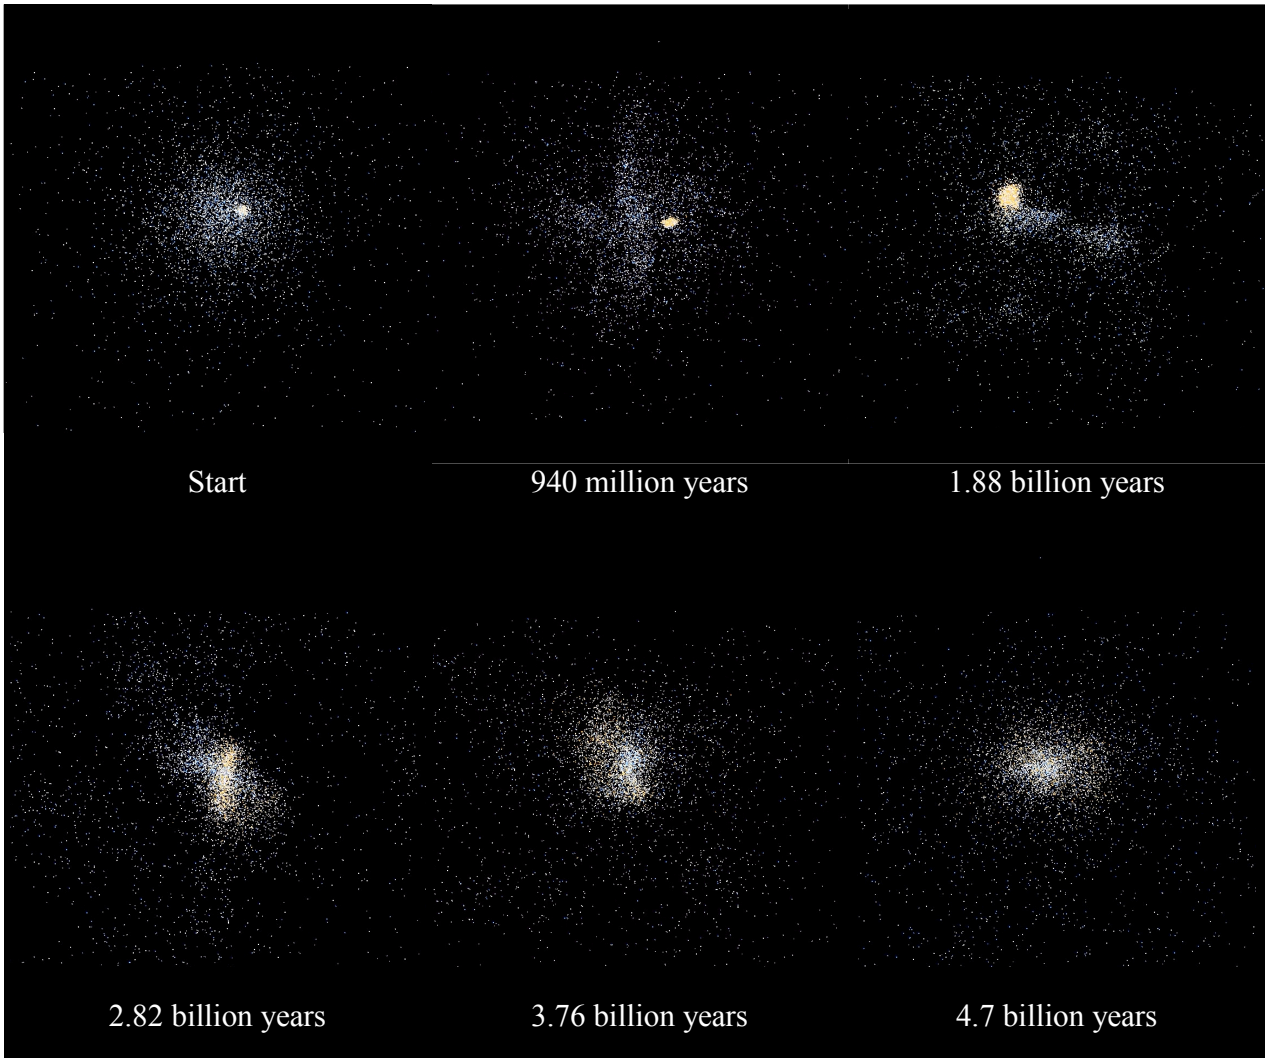 Start
940 million years
1.88 billion years
2.82 billion years
3.76 billion years
4.7 billion years